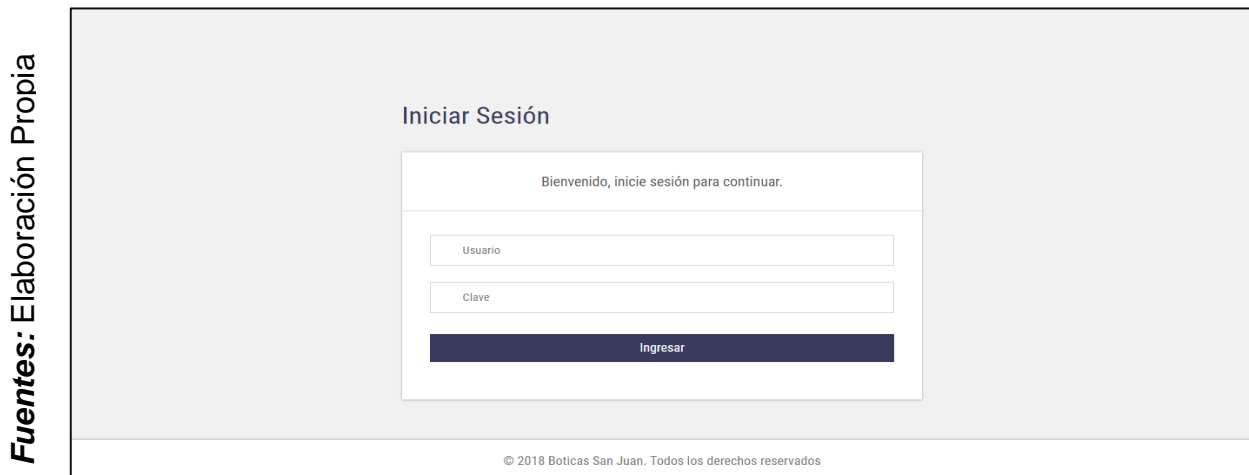 Fuentes: Elaboración Propia
Iniciar Sesión
Bienvenido, inicie sesión para continuar.
Usuario
Clave
Ingresar
© 2018 Boticas San Juan. Todos los derechos reservados